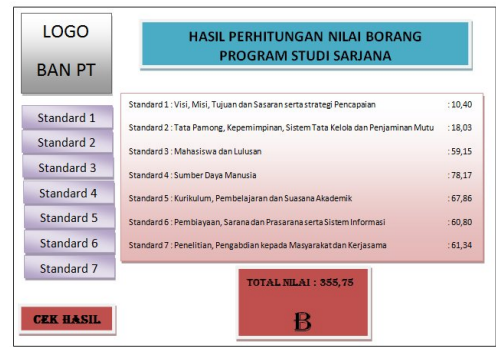 LOGO
BAN PT
HASIL PERHITUNGAN NILAI BORANG
PROGRAM STUDI SARJANA
Standard 1
Standard 2
Standard 3
Standard 4
Standard 5
Standard 6
Standard 7
Standard 1 : Visi, Misi, Tujuan dan Sasaran serta strategi Pencapaian : 10,40
Standard 2 : Tata Pamong, Kepemimpinan, Sistem Tata Kelola dan Penjaminan Mutu : 18,03
Standard 3 : Mahasiswa dan Lulusan : 59,15
Standard 4 : Sumber Daya Manusia : 78,17
Standard 5 : Kurikulum, Pembelajaran dan Suasana Akademik : 67,86
Standard 6 : Pembiayaan, Sarana dan Prasarana serta Sistem Informasi : 60,80
Standard 7 : Penelitian, Pengabdian kepada Masyarakat dan Kerjasama : 61,34
CEK HASIL
TOTAL NILAI : 355,75
B